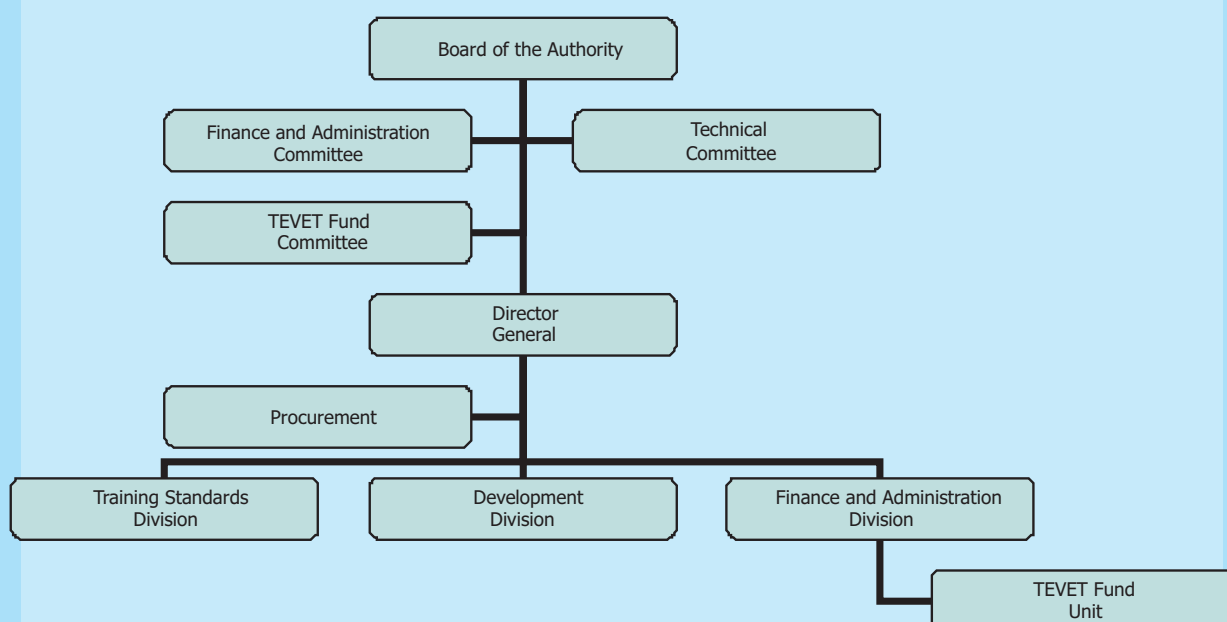 Board of the Authority
Finance and Administration
Committee
Technical
Committee
TEVET Fund
Committee
Director
General
Procurement
Training Standards
Division
Development
Division
Finance and Administration
Division
TEVET Fund
Unit